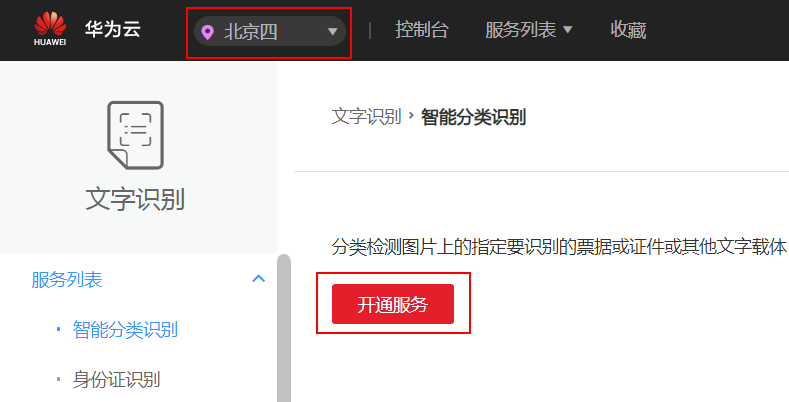 HUAWEI 华为云 北京四 控制台 服务列表 收藏
文字识别 › 智能分类识别
文字识别
分类检测图片上的指定要识别的票据或证件或其他文字载体
服务列表
开通服务
智能分类识别
身份证识别